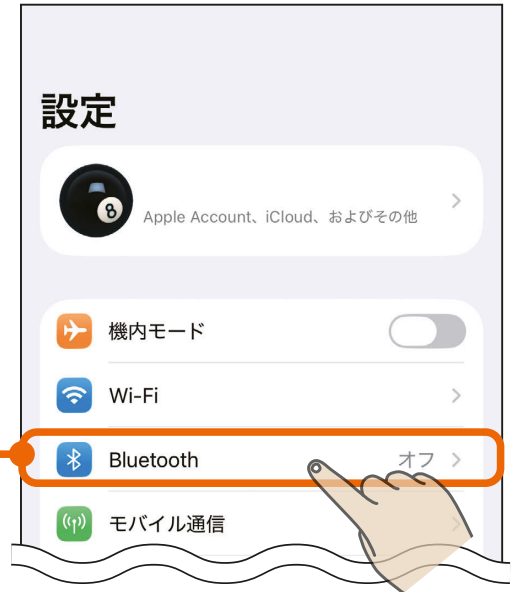 設定
8
Apple Account、iCloud、およびその他
機内モード
Wi-Fi
Bluetooth オフ
モバイル通信